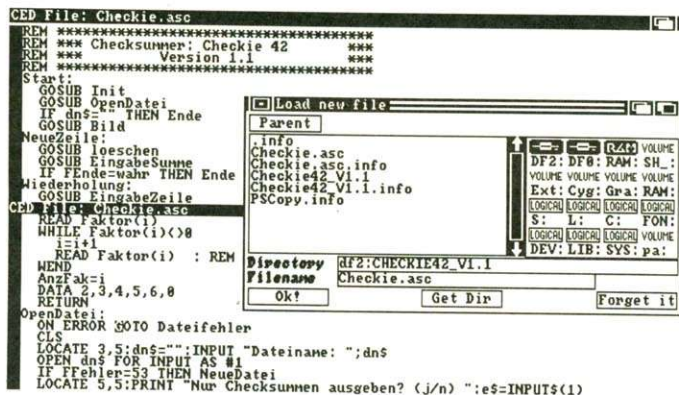 CED File: Checkie.asc
REM ***************************************
REM *** Checksummer: Checkie 42 ***
REM *** Version 1.1 ***
REM ***************************************
Start:
GOSUB Init
GOSUB OpenDatei
IF dn$="" THEN Ende
GOSUB Bild
NeueZeile:
GOSUB loeschen
GOSUB EingabeSumme
IF FEnde=wahr THEN Ende
Wiederholung:
GOSUB EingabeZeile
CED File: Checkie.asc
READ Faktor(i)
WHILE Faktor(i)<>0
i=i+1
READ Faktor(i) : REM
WEND
AnzFak=i
DATA 2,3,4,5,6,0
RETURN
OpenDatei:
ON ERROR GOTO Dateifehler
CLS
LOCATE 3,5:dn$="":INPUT "Dateiname: ";dn$
OPEN dn$ FOR INPUT AS #1
IF FFehler=53 THEN NeueDatei
LOCATE 5,5:PRINT "Nur Checksummen ausgeben? (j/n) ":e$=INPUT$(1)
Load new file
Parent
.info
Checkie.asc
Checkie.asc.info
Checkie42_V1.1
Checkie42_V1.1.info
PSCopy.info
RAM VOLUME
DF2: DF0: RAM: SH_:
VOLUME VOLUME VOLUME VOLUME
Ext: Cyg: Gra: RAM:
LOGICAL LOGICAL LOGICAL LOGICAL
S: L: C: FON:
LOGICAL LOGICAL LOGICAL VOLUME
DEV: LIB: SYS: pa:
Directory df2:CHECKIE42_V1.1
Filename Checkie.asc
Ok! Get Dir Forget it